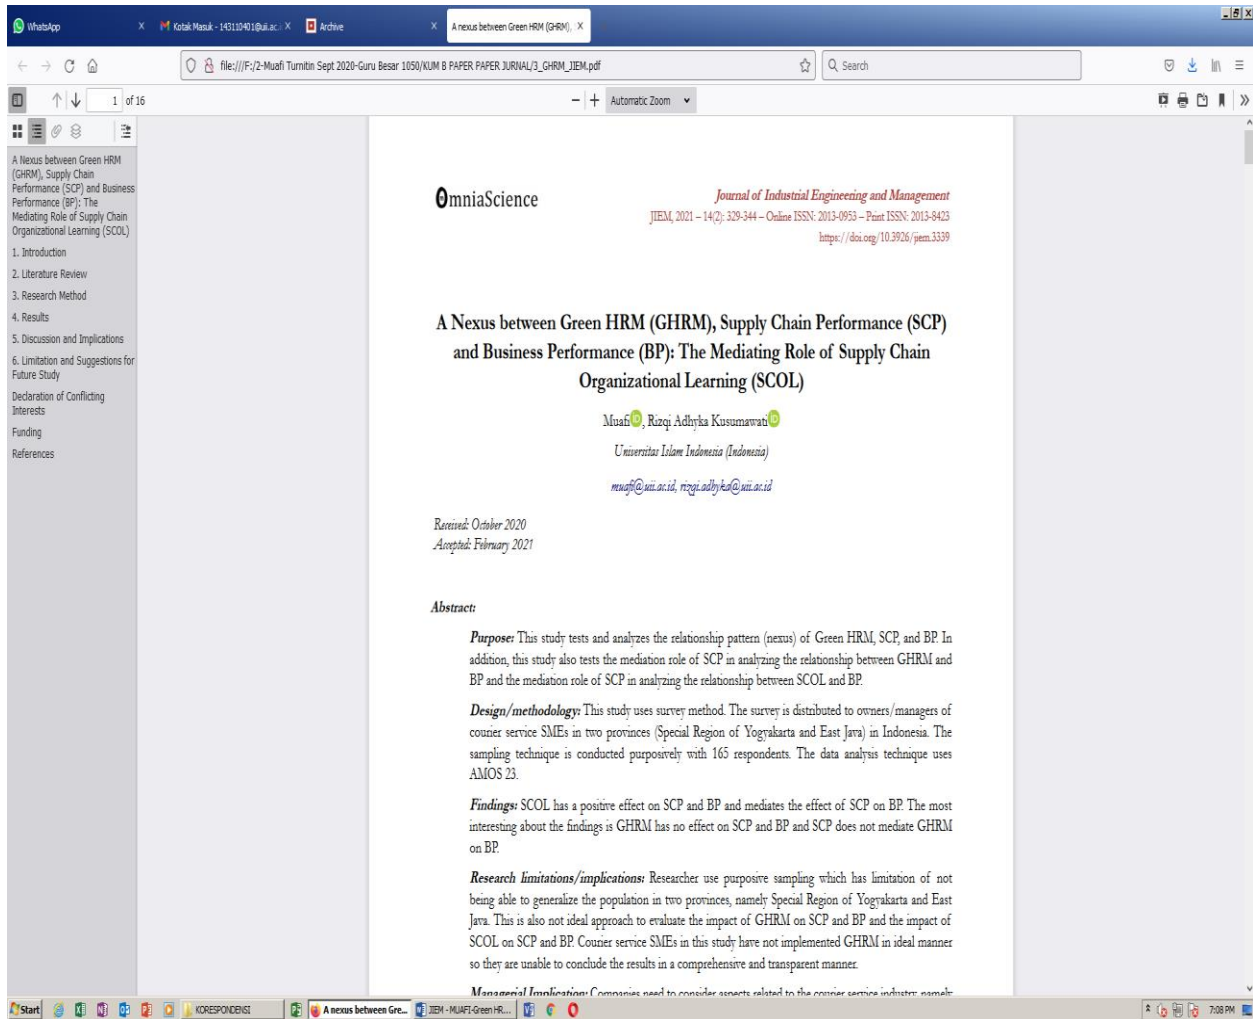 WhatsApp X Kotak Masuk - 143110401@uii.ac.i X Archive X A nexus between Green HRM (GHRM), X
file:///F:/2-Muafi Turnitin Sept 2020-Guru Besar 1050/KUM B PAPER PAPER JURNAL/3_GHRM_JIEM.pdf
Search
1 of 16
Automatic Zoom
A Nexus between Green HRM
(GHRM), Supply Chain
Performance (SCP) and Business
Performance (BP): The
Mediating Role of Supply Chain
Organizational Learning (SCOL)
1. Introduction
2. Literature Review
3. Research Method
4. Results
5. Discussion and Implications
6. Limitation and Suggestions for
Future Study
Declaration of Conflicting
Interests
Funding
References
OmniaScience
Journal of Industrial Engineering and Management
JIEM, 2021 – 14(2): 329-344 – Online ISSN: 2013-0953 – Print ISSN: 2013-8423
https://doi.org/10.3926/jiem.3339
A Nexus between Green HRM (GHRM), Supply Chain Performance (SCP)
and Business Performance (BP): The Mediating Role of Supply Chain
Organizational Learning (SCOL)
Muafi iD, Rizqi Adhyka Kusumawati iD
Universitas Islam Indonesia (Indonesia)
muafi@uii.ac.id, rizqi.adhyka@uii.ac.id
Received: October 2020
Accepted: February 2021
Abstract:
Purpose: This study tests and analyzes the relationship pattern (nexus) of Green HRM, SCP, and BP. In
addition, this study also tests the mediation role of SCP in analyzing the relationship between GHRM and
BP and the mediation role of SCP in analyzing the relationship between SCOL and BP.
Design/methodology: This study uses survey method. The survey is distributed to owners/managers of
courier service SMEs in two provinces (Special Region of Yogyakarta and East Java) in Indonesia. The
sampling technique is conducted purposively with 165 respondents. The data analysis technique uses
AMOS 23.
Findings: SCOL has a positive effect on SCP and BP and mediates the effect of SCP on BP. The most
interesting about the findings is GHRM has no effect on SCP and BP and SCP does not mediate GHRM
on BP.
Research limitations/implications: Researcher use purposive sampling which has limitation of not
being able to generalize the population in two provinces, namely Special Region of Yogyakarta and East
Java. This is also not ideal approach to evaluate the impact of GHRM on SCP and BP and the impact of
SCOL on SCP and BP. Courier service SMEs in this study have not implemented GHRM in ideal manner
so they are unable to conclude the results in a comprehensive and transparent manner.
Managerial Implication: Companies need to consider aspects related to the courier service industry, namely
Start KORESPONDENSI A nexus between Gre... JIEM - MUAFI-Green HR... 7:08 PM